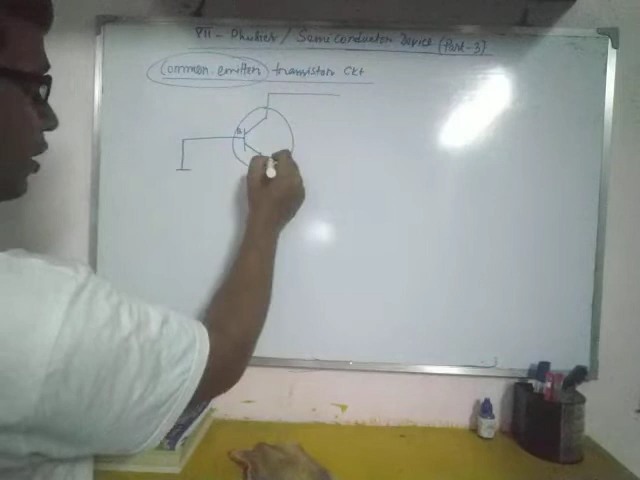 XII - Physics / Semiconductor Device (Part-3)
Common emitter transistor Ckt